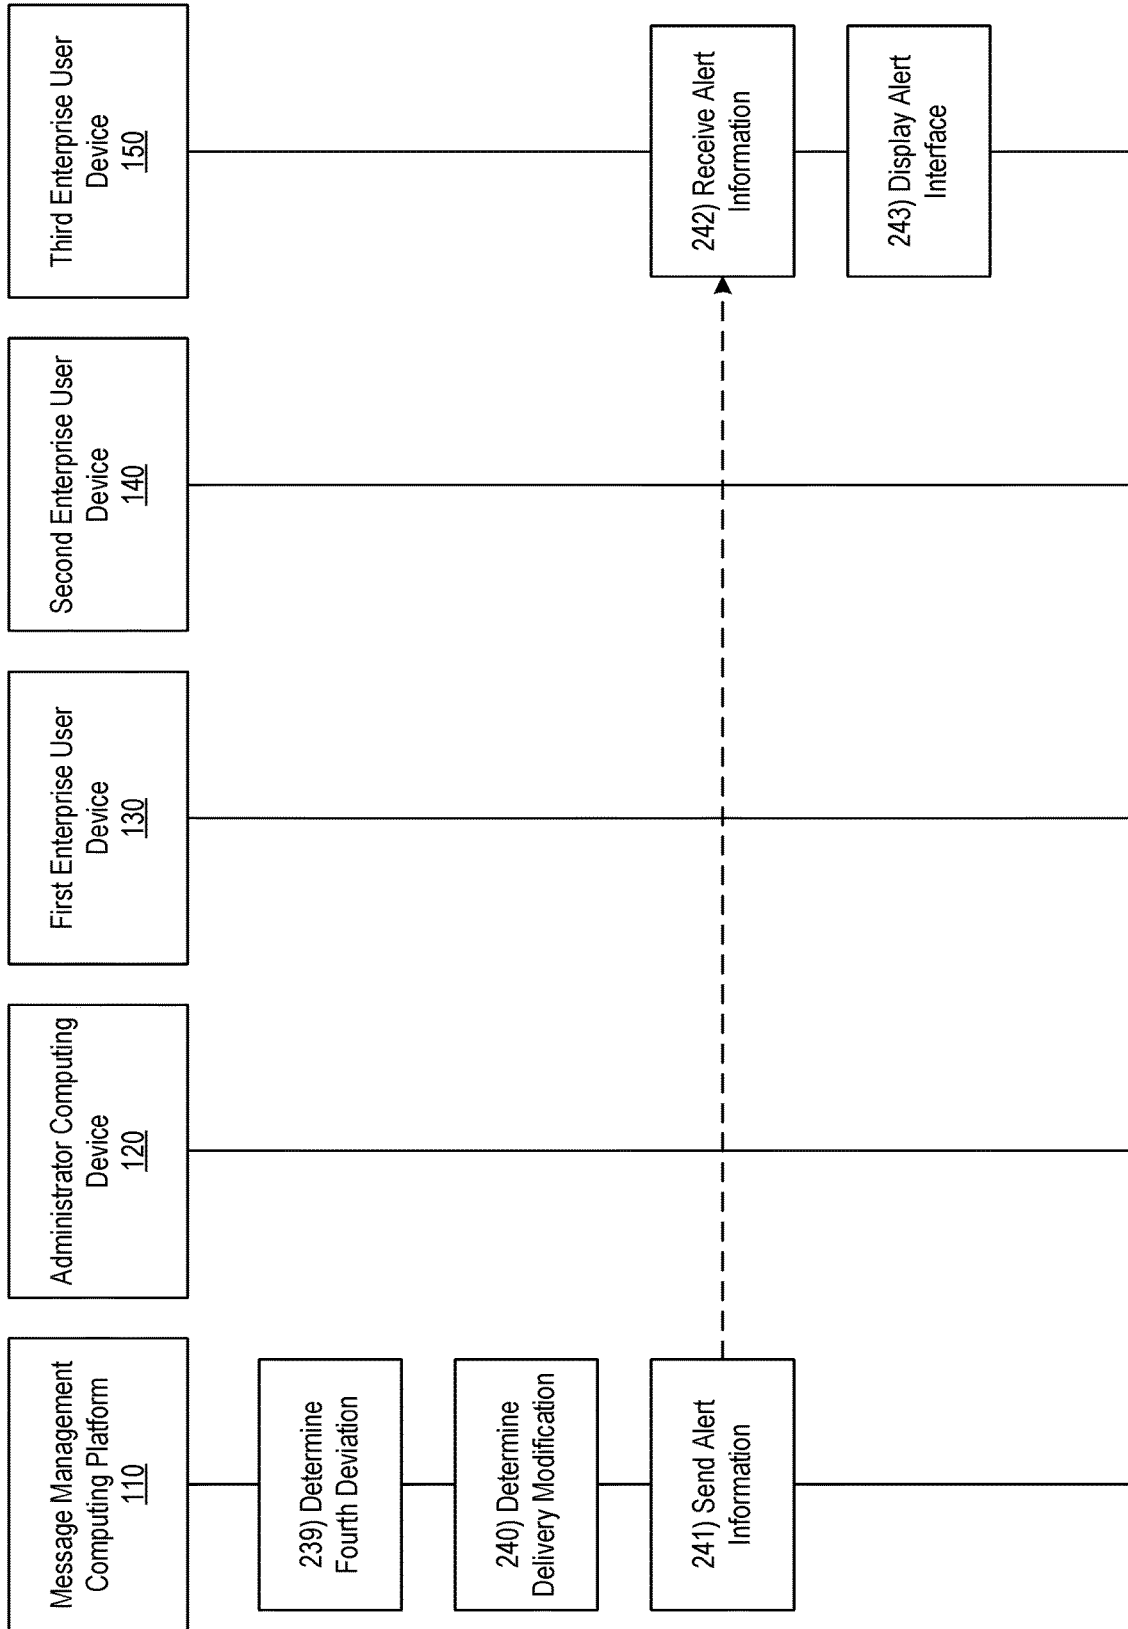 Message Management
Computing Platform
110
Administrator Computing
Device
120
First Enterprise User
Device
130
Second Enterprise User
Device
140
Third Enterprise User
Device
150
239) Determine
Fourth Deviation
240) Determine
Delivery Modification
241) Send Alert
Information
242) Receive Alert
Information
243) Display Alert
Interface